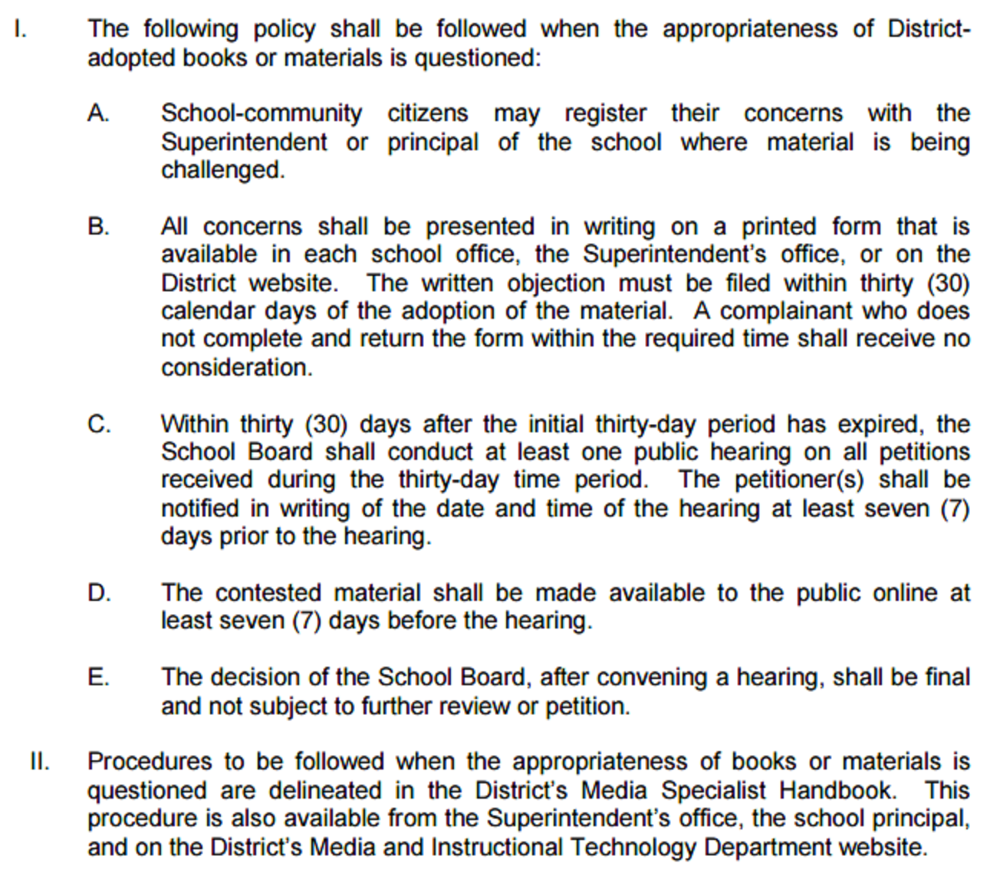 I. The following policy shall be followed when the appropriateness of District-
adopted books or materials is questioned:
A. School-community citizens may register their concerns with the
Superintendent or principal of the school where material is being
challenged.
B. All concerns shall be presented in writing on a printed form that is
available in each school office, the Superintendent's office, or on the
District website. The written objection must be filed within thirty (30)
calendar days of the adoption of the material. A complainant who does
not complete and return the form within the required time shall receive no
consideration.
C. Within thirty (30) days after the initial thirty-day period has expired, the
School Board shall conduct at least one public hearing on all petitions
received during the thirty-day time period. The petitioner(s) shall be
notified in writing of the date and time of the hearing at least seven (7)
days prior to the hearing.
D. The contested material shall be made available to the public online at
least seven (7) days before the hearing.
E. The decision of the School Board, after convening a hearing, shall be final
and not subject to further review or petition.
II. Procedures to be followed when the appropriateness of books or materials is
questioned are delineated in the District's Media Specialist Handbook. This
procedure is also available from the Superintendent's office, the school principal,
and on the District's Media and Instructional Technology Department website.